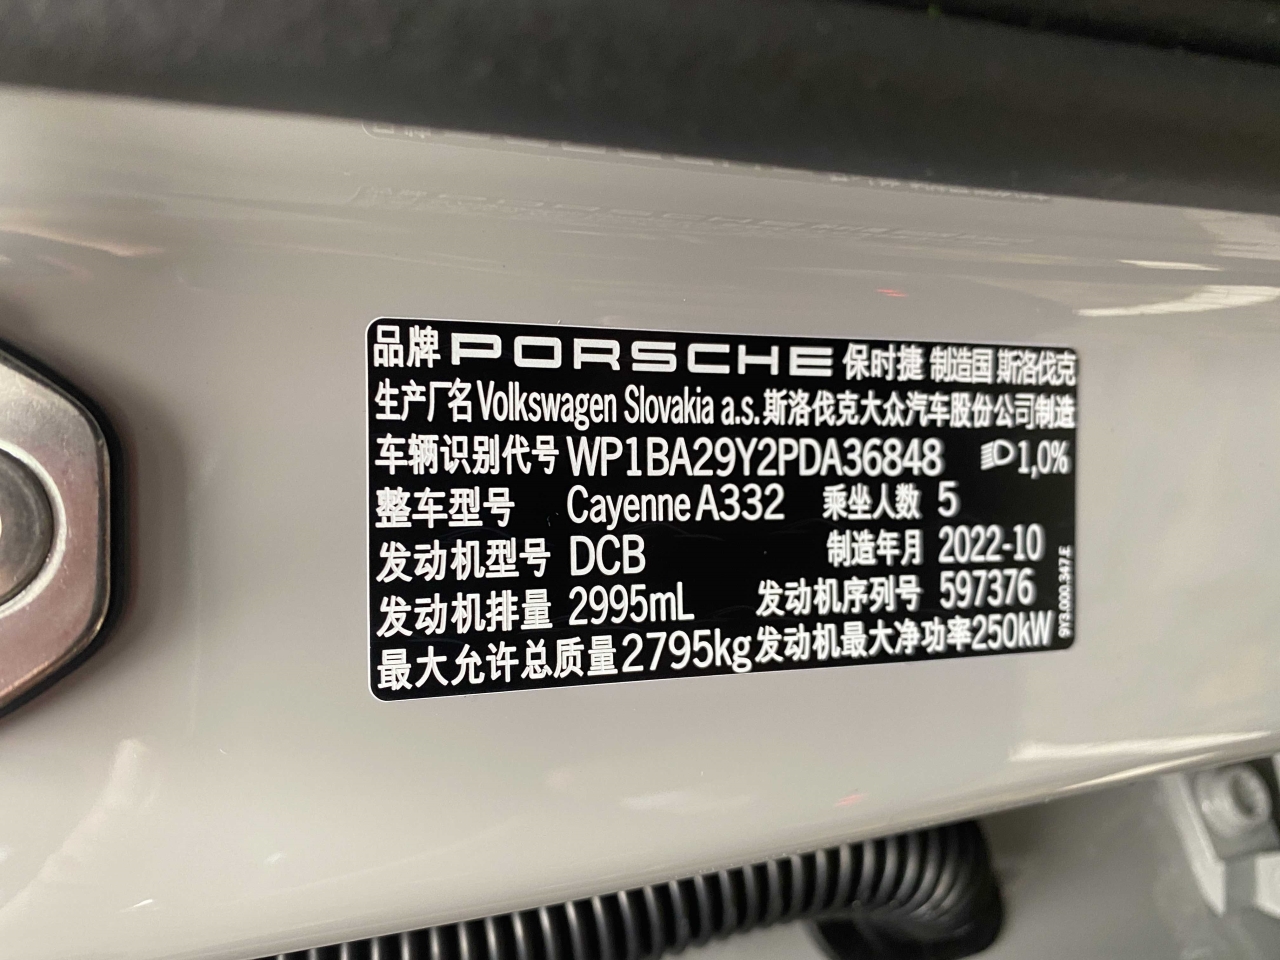 品牌 PORSCHE 保时捷 制造国 斯洛伐克
生产厂名 Volkswagen Slovakia a.s. 斯洛伐克大众汽车股份公司制造
车辆识别代号 WP1BA29Y2PDA36848 1,0%
整车型号 Cayenne A332 乘坐人数 5
发动机型号 DCB 制造年月 2022-10
发动机排量 2995mL 发动机序列号 597376
最大允许总质量 2795kg 发动机最大净功率 250kW
9Y3.000.347.E